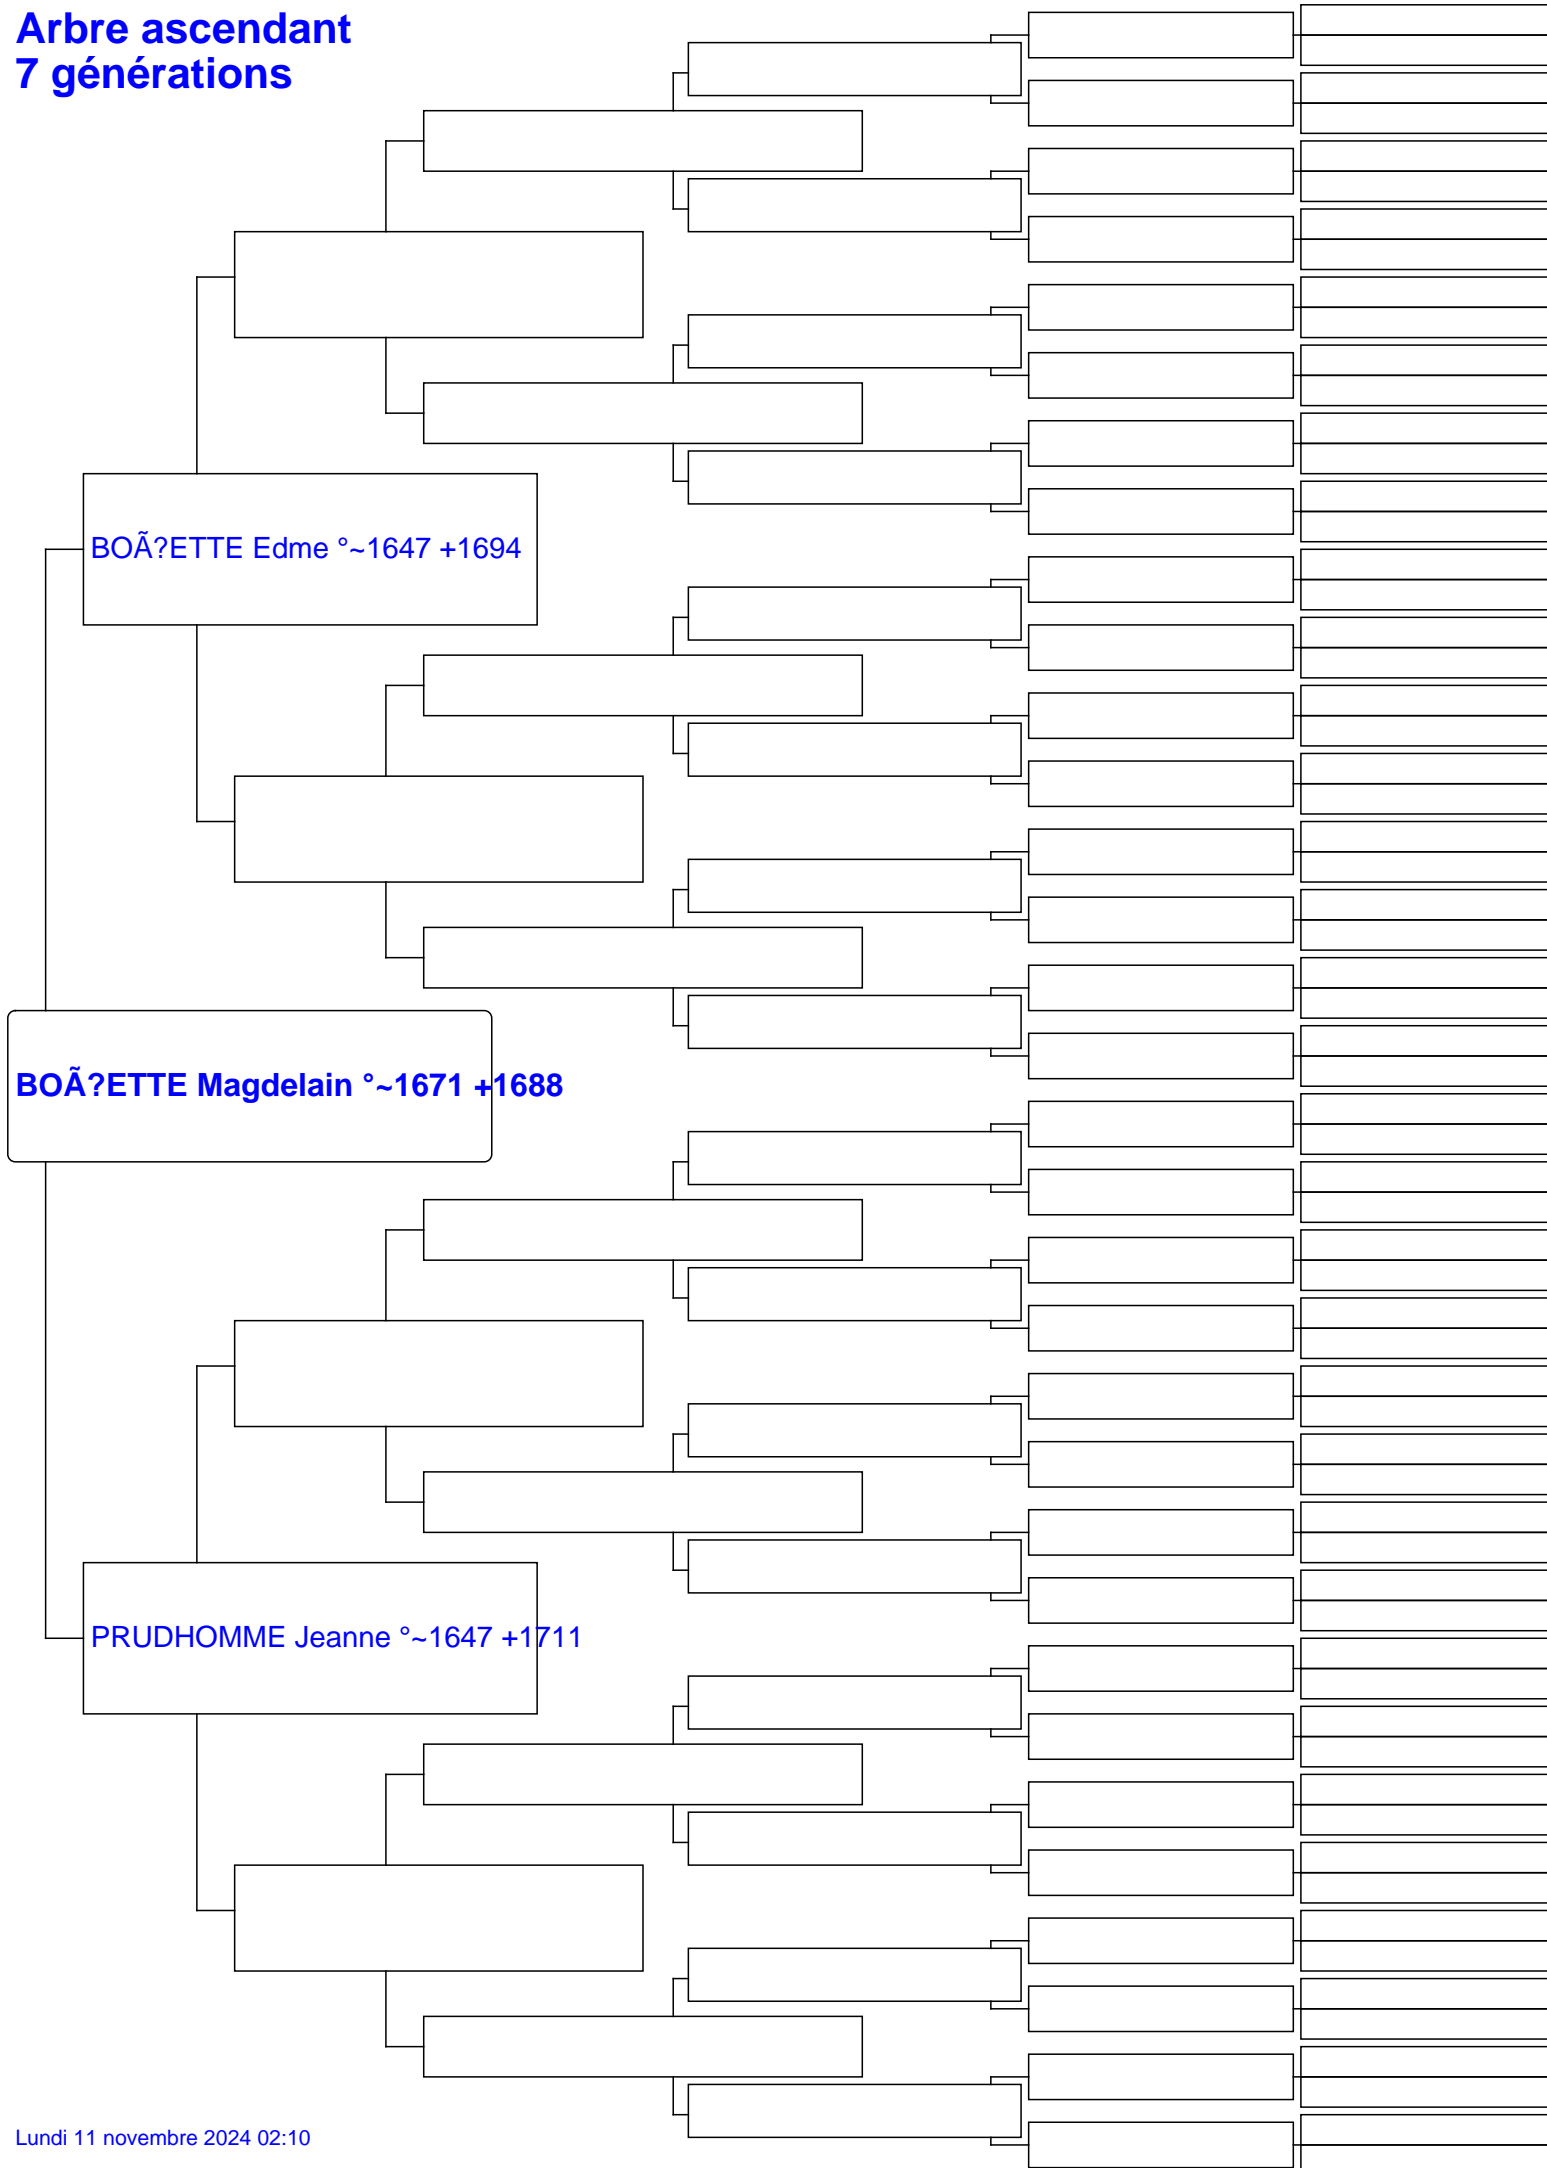 Arbre ascendant
7 générations
BOÃ?ETTE Edme °~1647 +1694
BOÃ?ETTE Magdelain °~1671 +1688
PRUDHOMME Jeanne °~1647 +1711
Lundi 11 novembre 2024 02:10